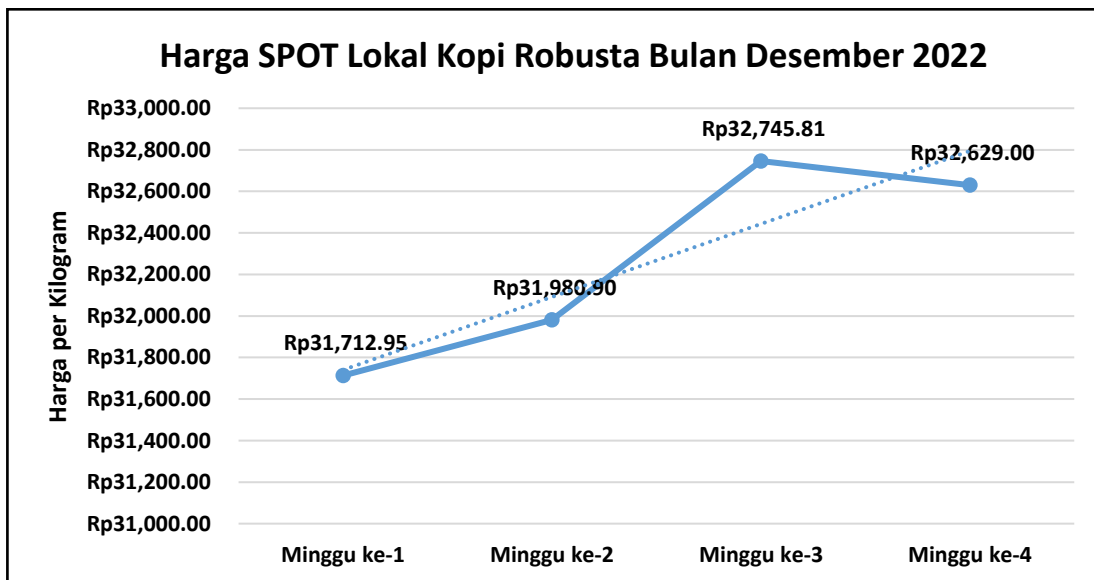 Harga SPOT Lokal Kopi Robusta Bulan Desember 2022
Harga per Kilogram
Rp33,000.00
Rp32,800.00
Rp32,600.00
Rp32,400.00
Rp32,200.00
Rp32,000.00
Rp31,800.00
Rp31,600.00
Rp31,400.00
Rp31,200.00
Rp31,000.00
Rp31,712.95
Rp31,980.90
Rp32,745.81
Rp32,629.00
Minggu ke-1
Minggu ke-2
Minggu ke-3
Minggu ke-4